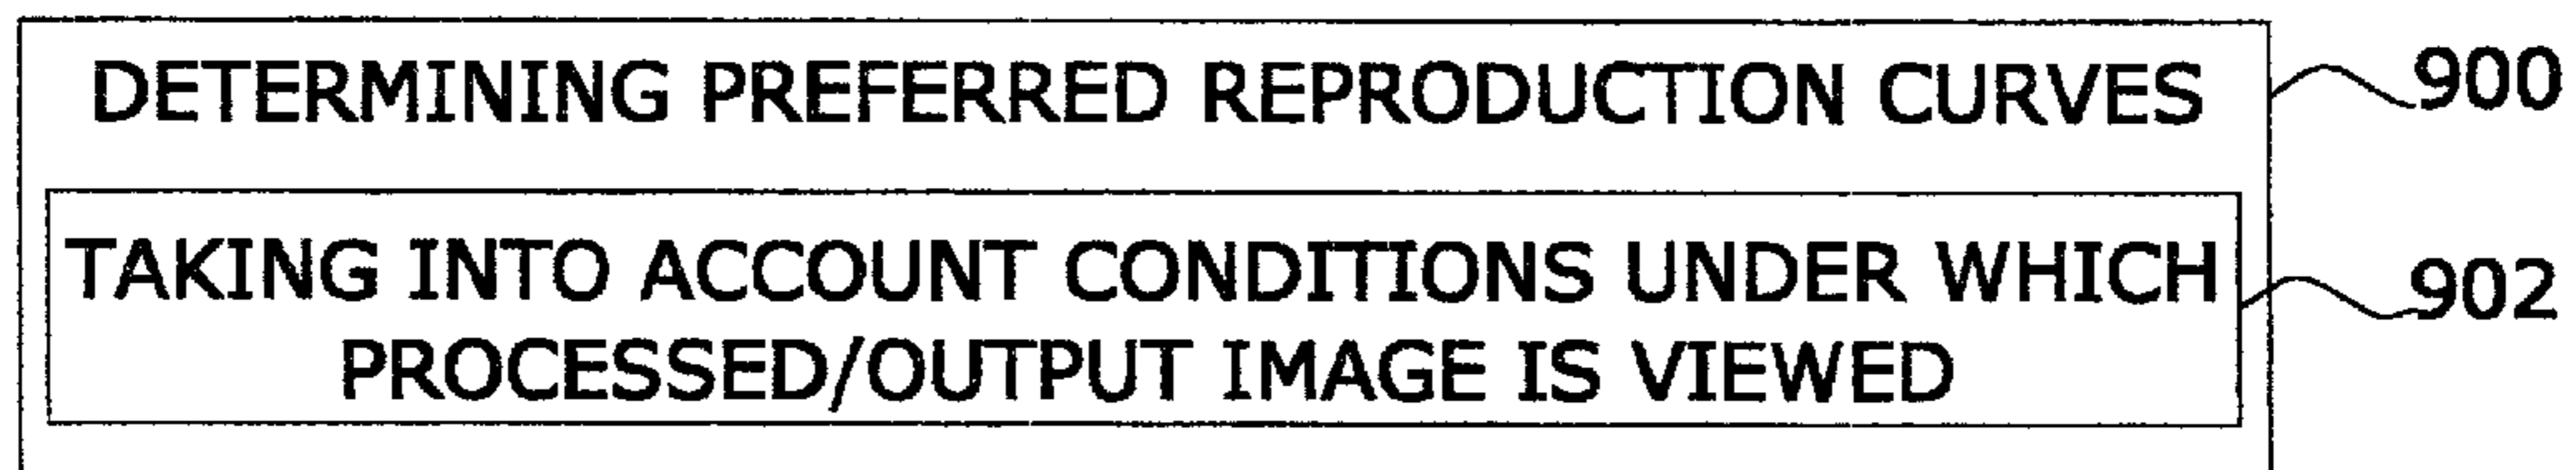 DETERMINING PREFERRED REPRODUCTION CURVES 900
TAKING INTO ACCOUNT CONDITIONS UNDER WHICH 902
PROCESSED/OUTPUT IMAGE IS VIEWED